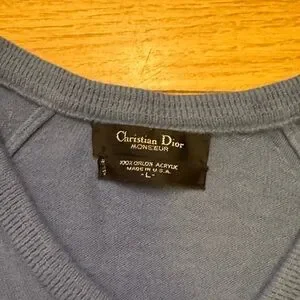 Christian Dior
MONSIEUR
100% ORLON ACRYLIC
MADE IN U.S.A.
-L-